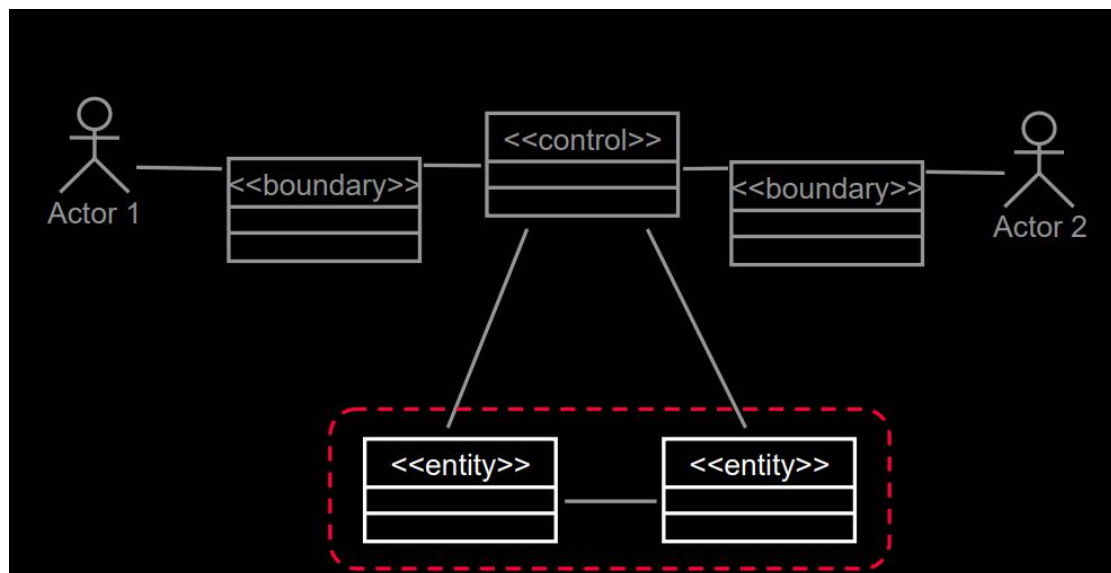 <<control>>
<<boundary>>
<<boundary>>
Actor 1
Actor 2
<<entity>>
<<entity>>